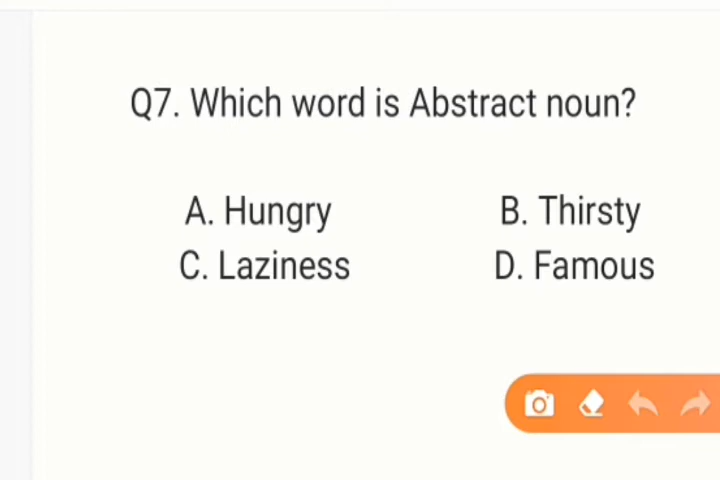 Q7. Which word is Abstract noun?
A. Hungry B. Thirsty
C. Laziness D. Famous